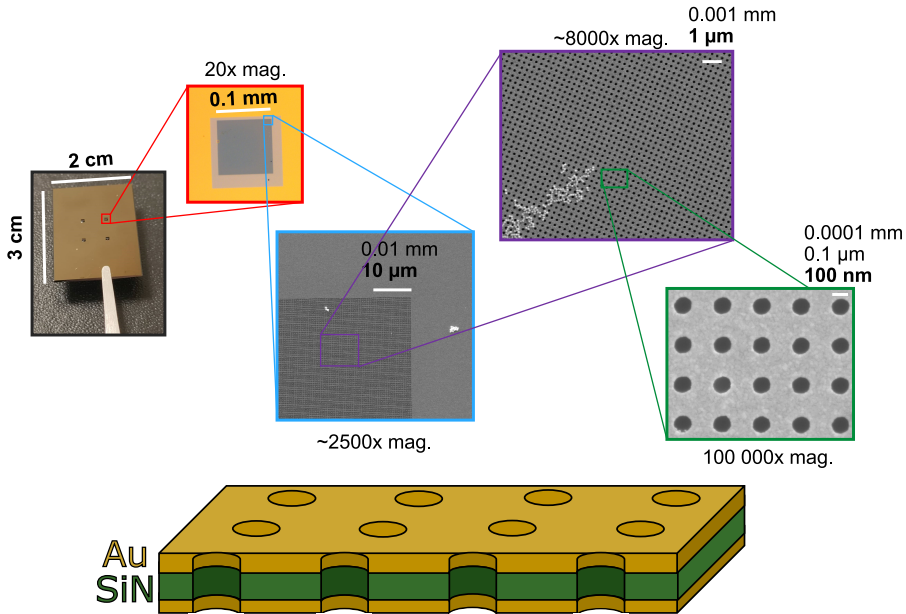 0.001 mm
1 µm
~8000x mag.
20x mag.
0.1 mm
2 cm
3 cm
0.01 mm
10 µm
0.0001 mm
0.1 µm
100 nm
~2500x mag.
100 000x mag.
Au
SiN